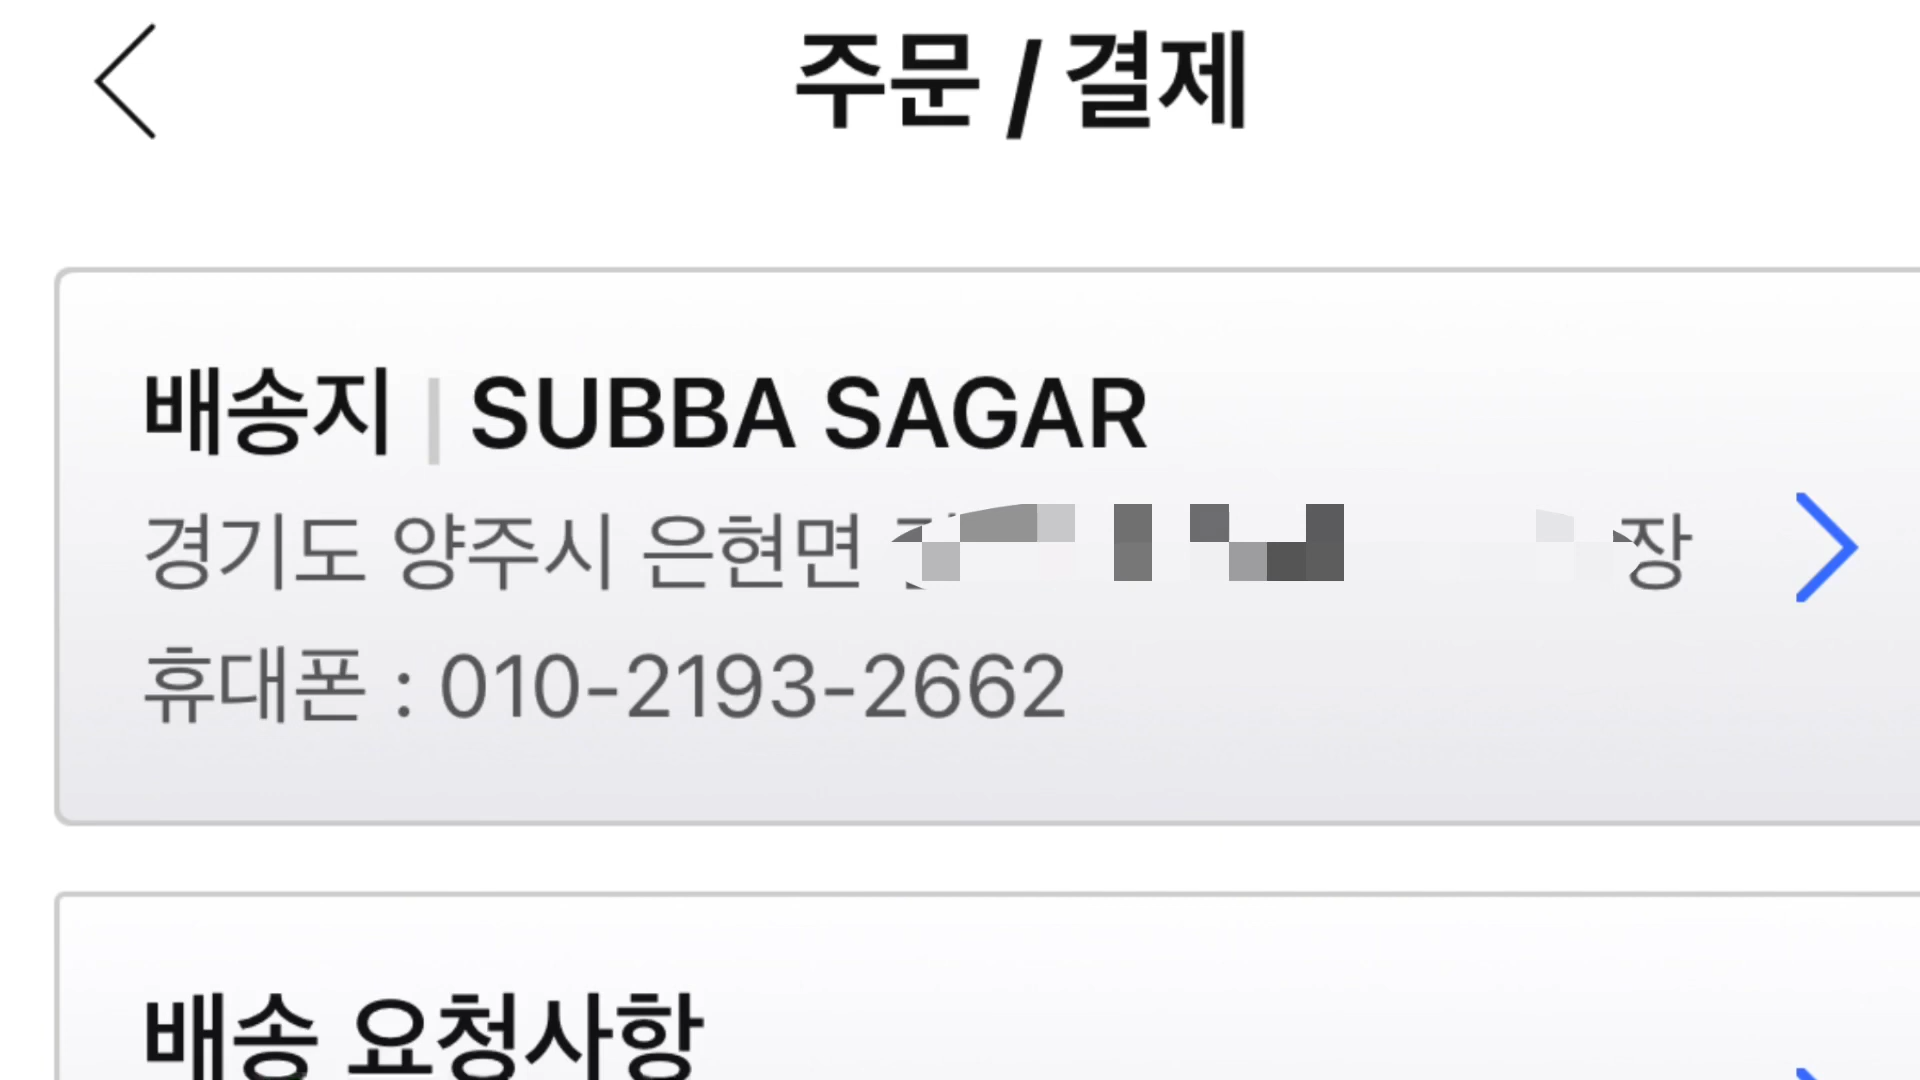 주문 / 결제
배송지 | SUBBA SAGAR
경기도 양주시 은현면 장
휴대폰 : 010-2193-2662
배송 요청사항